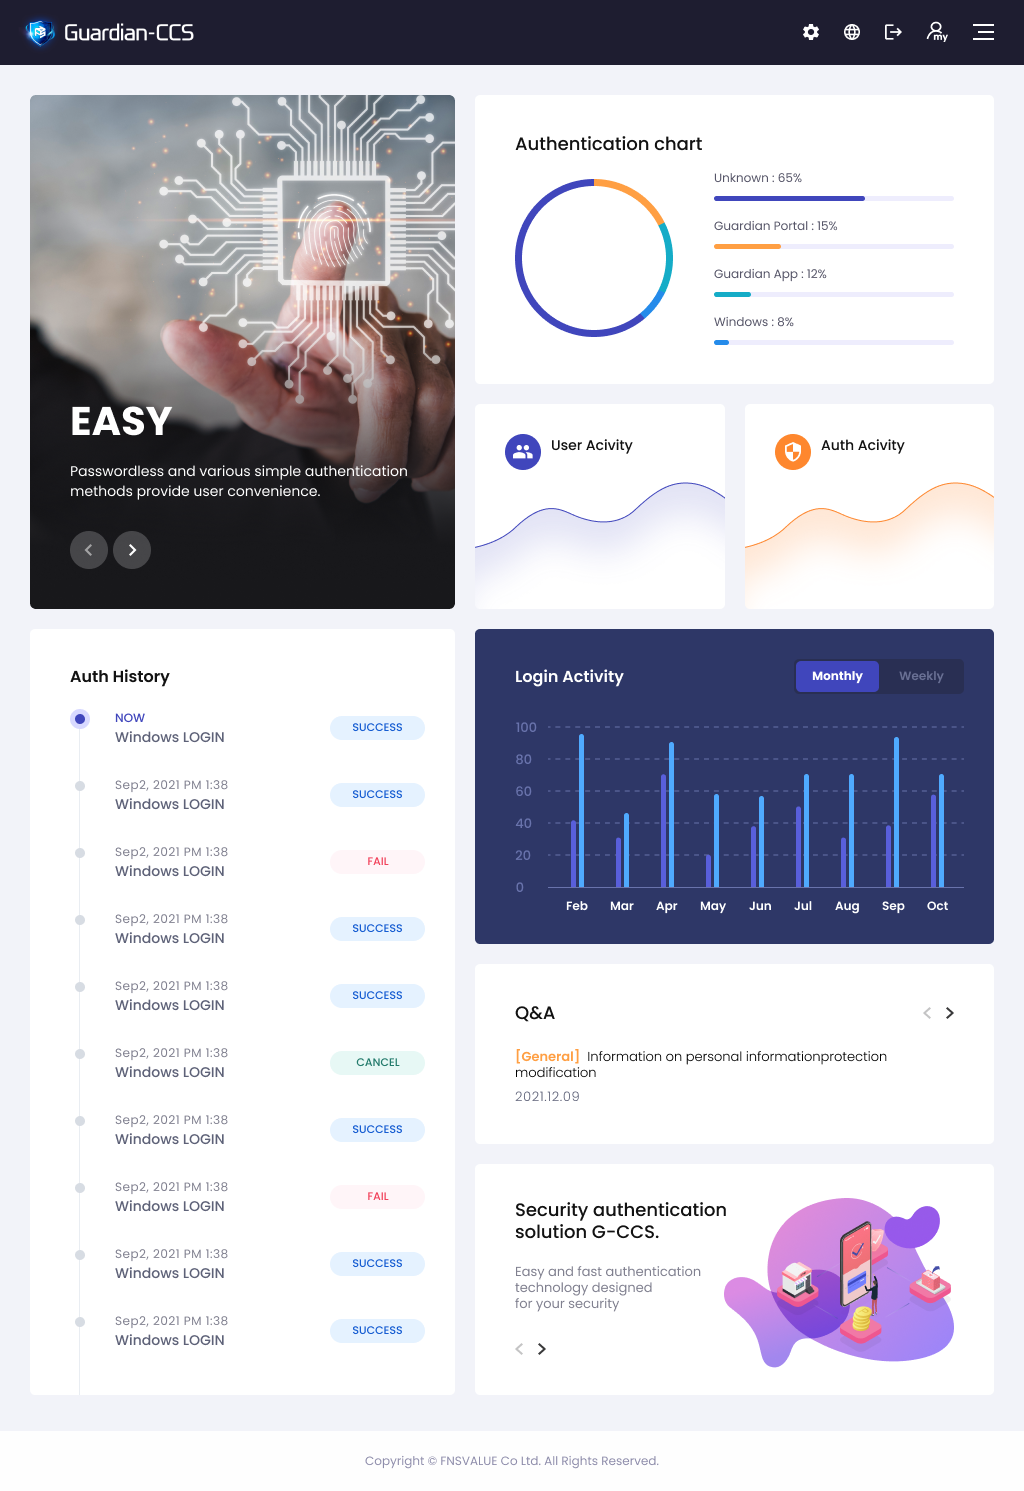 Guardian-CCS
my
EASY
Passwordless and various simple authentication
methods provide user convenience.
Authentication chart
Unknown : 65%
Guardian Portal : 15%
Guardian App : 12%
Windows : 8%
User Acivity
Auth Acivity
Auth History
NOW
Windows LOGIN
SUCCESS
Sep2, 2021 PM 1:38
Windows LOGIN
SUCCESS
Sep2, 2021 PM 1:38
Windows LOGIN
FAIL
Sep2, 2021 PM 1:38
Windows LOGIN
SUCCESS
Sep2, 2021 PM 1:38
Windows LOGIN
SUCCESS
Sep2, 2021 PM 1:38
Windows LOGIN
CANCEL
Sep2, 2021 PM 1:38
Windows LOGIN
SUCCESS
Sep2, 2021 PM 1:38
Windows LOGIN
FAIL
Sep2, 2021 PM 1:38
Windows LOGIN
SUCCESS
Sep2, 2021 PM 1:38
Windows LOGIN
SUCCESS
Login Activity
Monthly Weekly
100
80
60
40
20
0
Feb Mar Apr May Jun Jul Aug Sep Oct
Q&A
[General] Information on personal informationprotection
modification
2021.12.09
Security authentication
solution G-CCS.
Easy and fast authentication
technology designed
for your security
Copyright © FNSVALUE Co Ltd. All Rights Reserved.